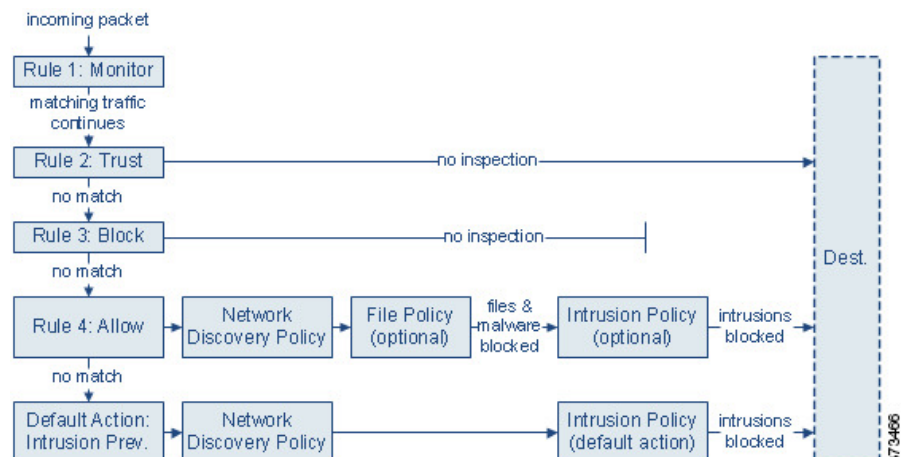 incoming packet
Rule 1: Monitor
matching traffic
continues
Rule 2: Trust
no inspection
no match
Rule 3: Block
no inspection
no match
Rule 4: Allow
Network
Discovery Policy
File Policy
(optional)
files &
malware
blocked
Intrusion Policy
(optional)
intrusions
blocked
Dest.
no match
Default Action:
Intrusion Prev.
Network
Discovery Policy
Intrusion Policy
(default action)
intrusions
blocked